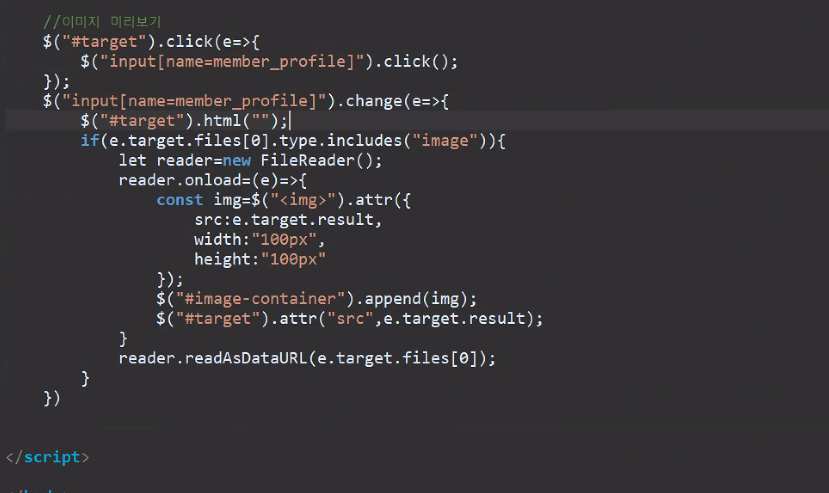 //이미지 미리보기
$("#target").click(e=>{
$("input[name=member_profile]").click();
});
$("input[name=member_profile]").change(e=>{
$("#target").html("");
if(e.target.files[0].type.includes("image")){
let reader=new FileReader();
reader.onload=(e)=>{
const img=$("<img>").attr({
src:e.target.result,
width:"100px",
height:"100px"
});
$("#image-container").append(img);
$("#target").attr("src",e.target.result);
}
reader.readAsDataURL(e.target.files[0]);
}
})
</script>